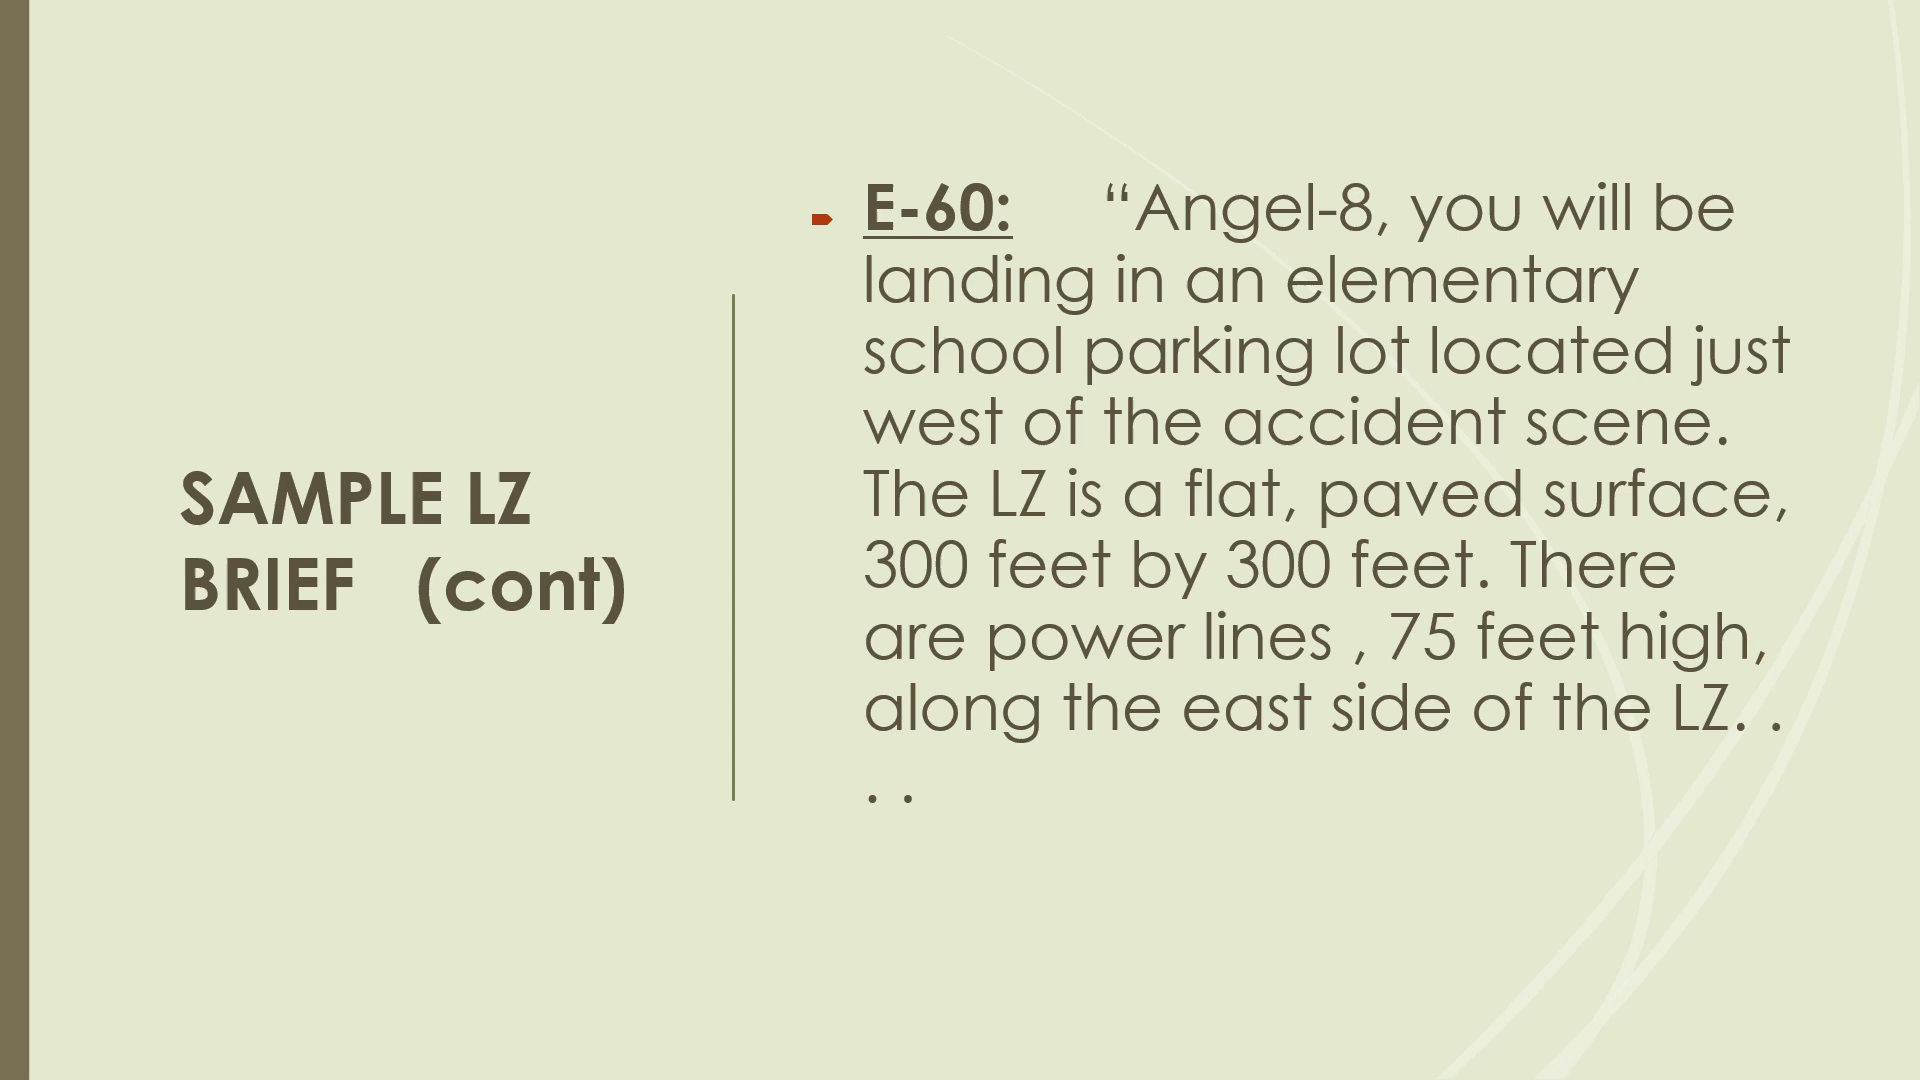 SAMPLE LZ
BRIEF (cont)
E-60: “Angel-8, you will be
landing in an elementary
school parking lot located just
west of the accident scene.
The LZ is a flat, paved surface,
300 feet by 300 feet. There
are power lines , 75 feet high,
along the east side of the LZ. .
. .